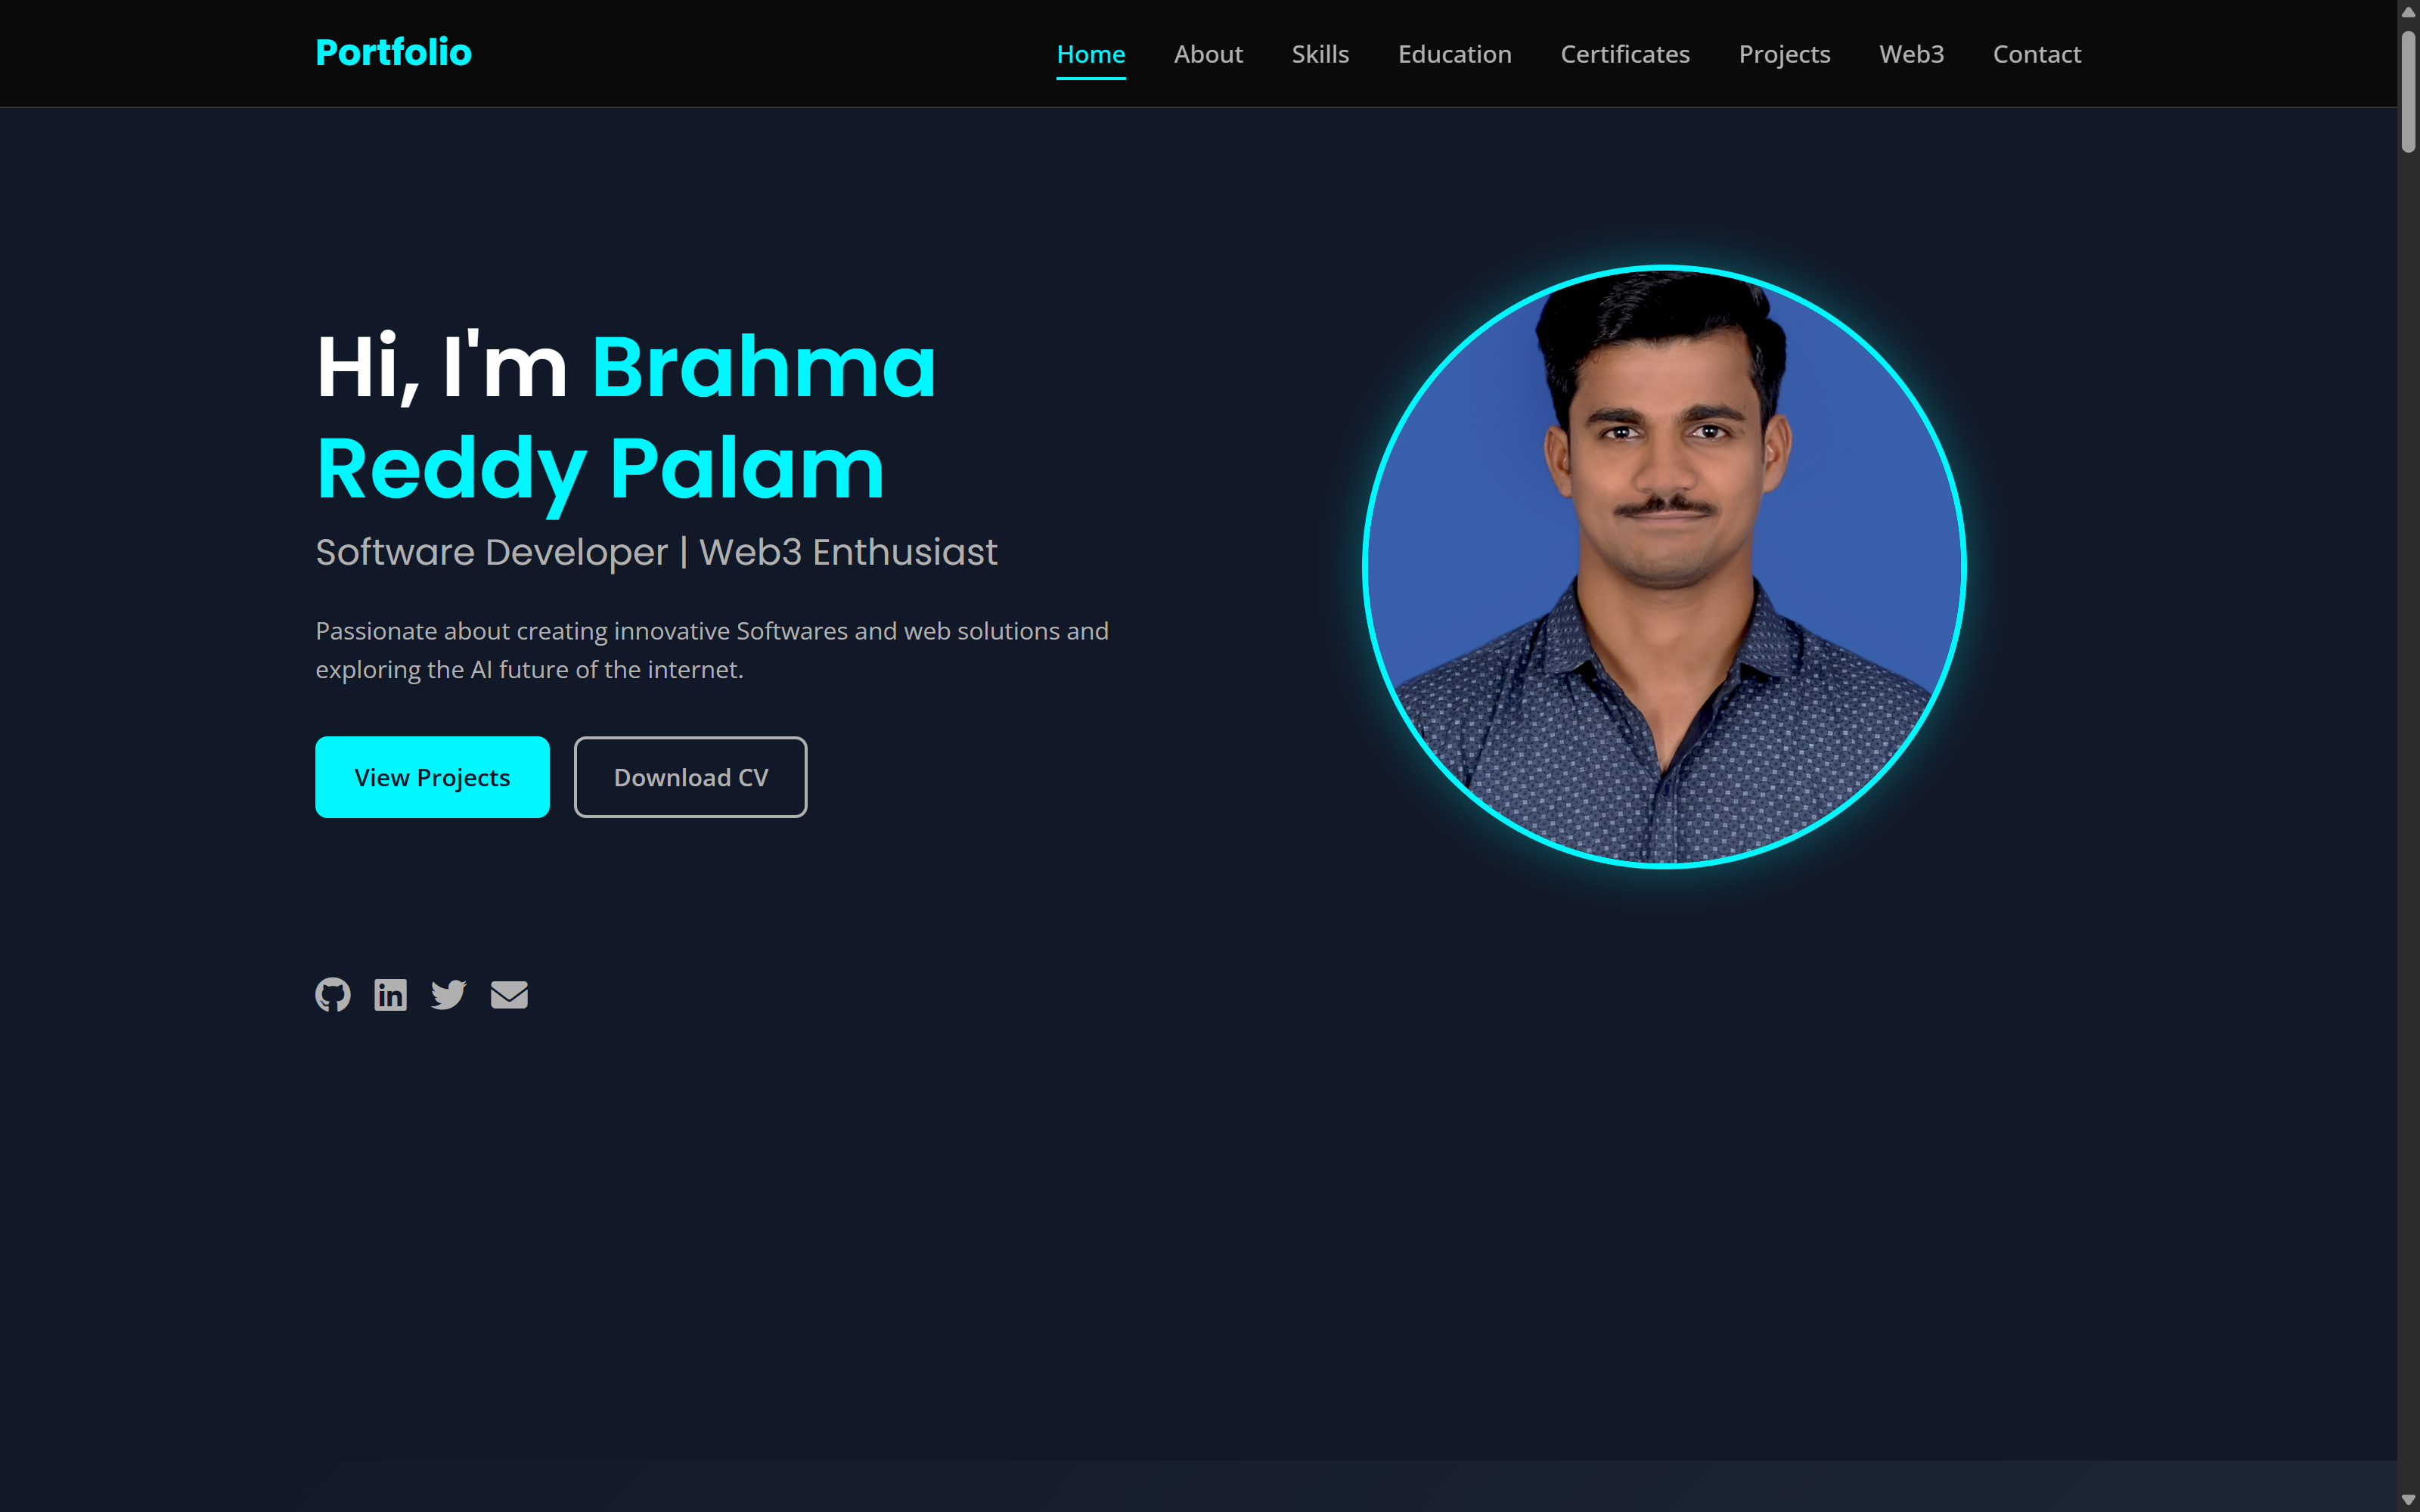 Portfolio
Home About Skills Education Certificates Projects Web3 Contact
Hi, I'm Brahma
Reddy Palam
Software Developer | Web3 Enthusiast
Passionate about creating innovative Softwares and web solutions and
exploring the AI future of the internet.
View Projects Download CV